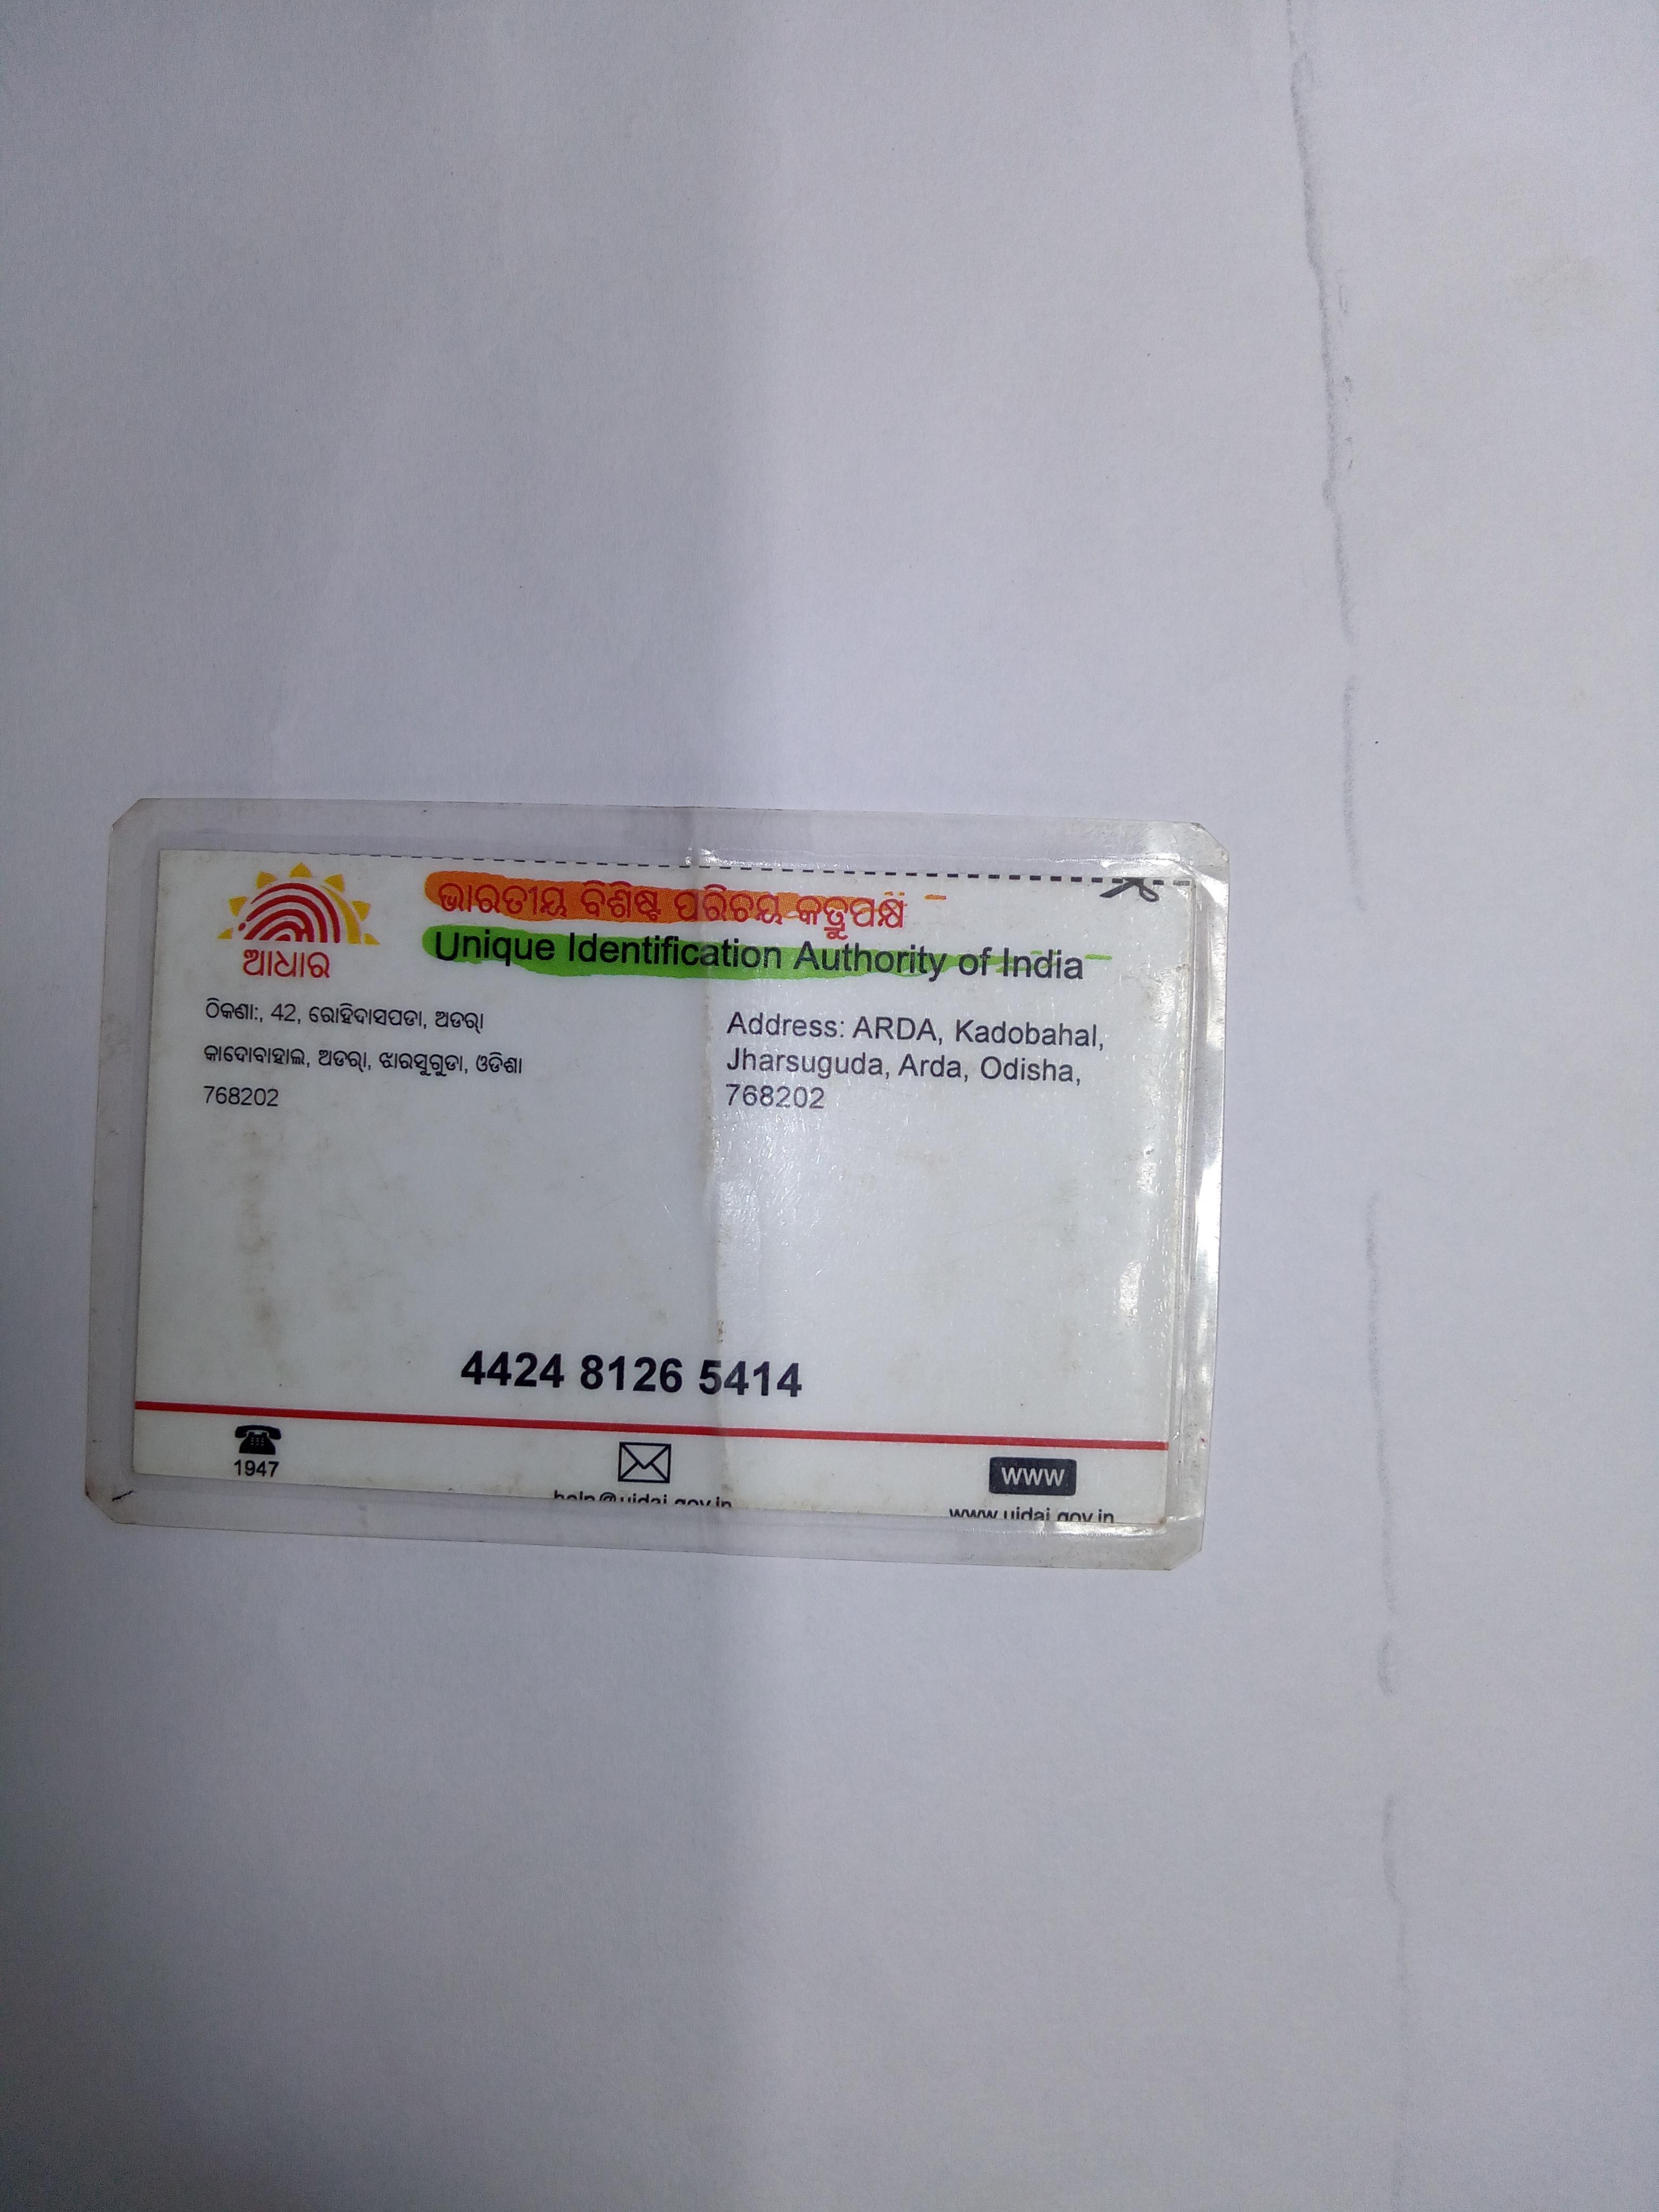 ଭାରତୀୟ ବିଶିଷ୍ଟ ପରିଚୟ କର୍ତ୍ତୃପକ୍ଷ
Unique Identification Authority of India
ଆଧାର
ଠିକଣା:, 42, ରୋହିଦାସପଡା, ଅଡର୍।
କାଦୋବାହାଲ, ଅଡର୍।, ଝାରସୁଗୁଡା, ଓଡିଶା
768202
Address: ARDA, Kadobahal,
Jharsuguda, Arda, Odisha,
768202
4424 8126 5414
1947
help@uidai.gov.in
WWW
www.uidai.gov.in